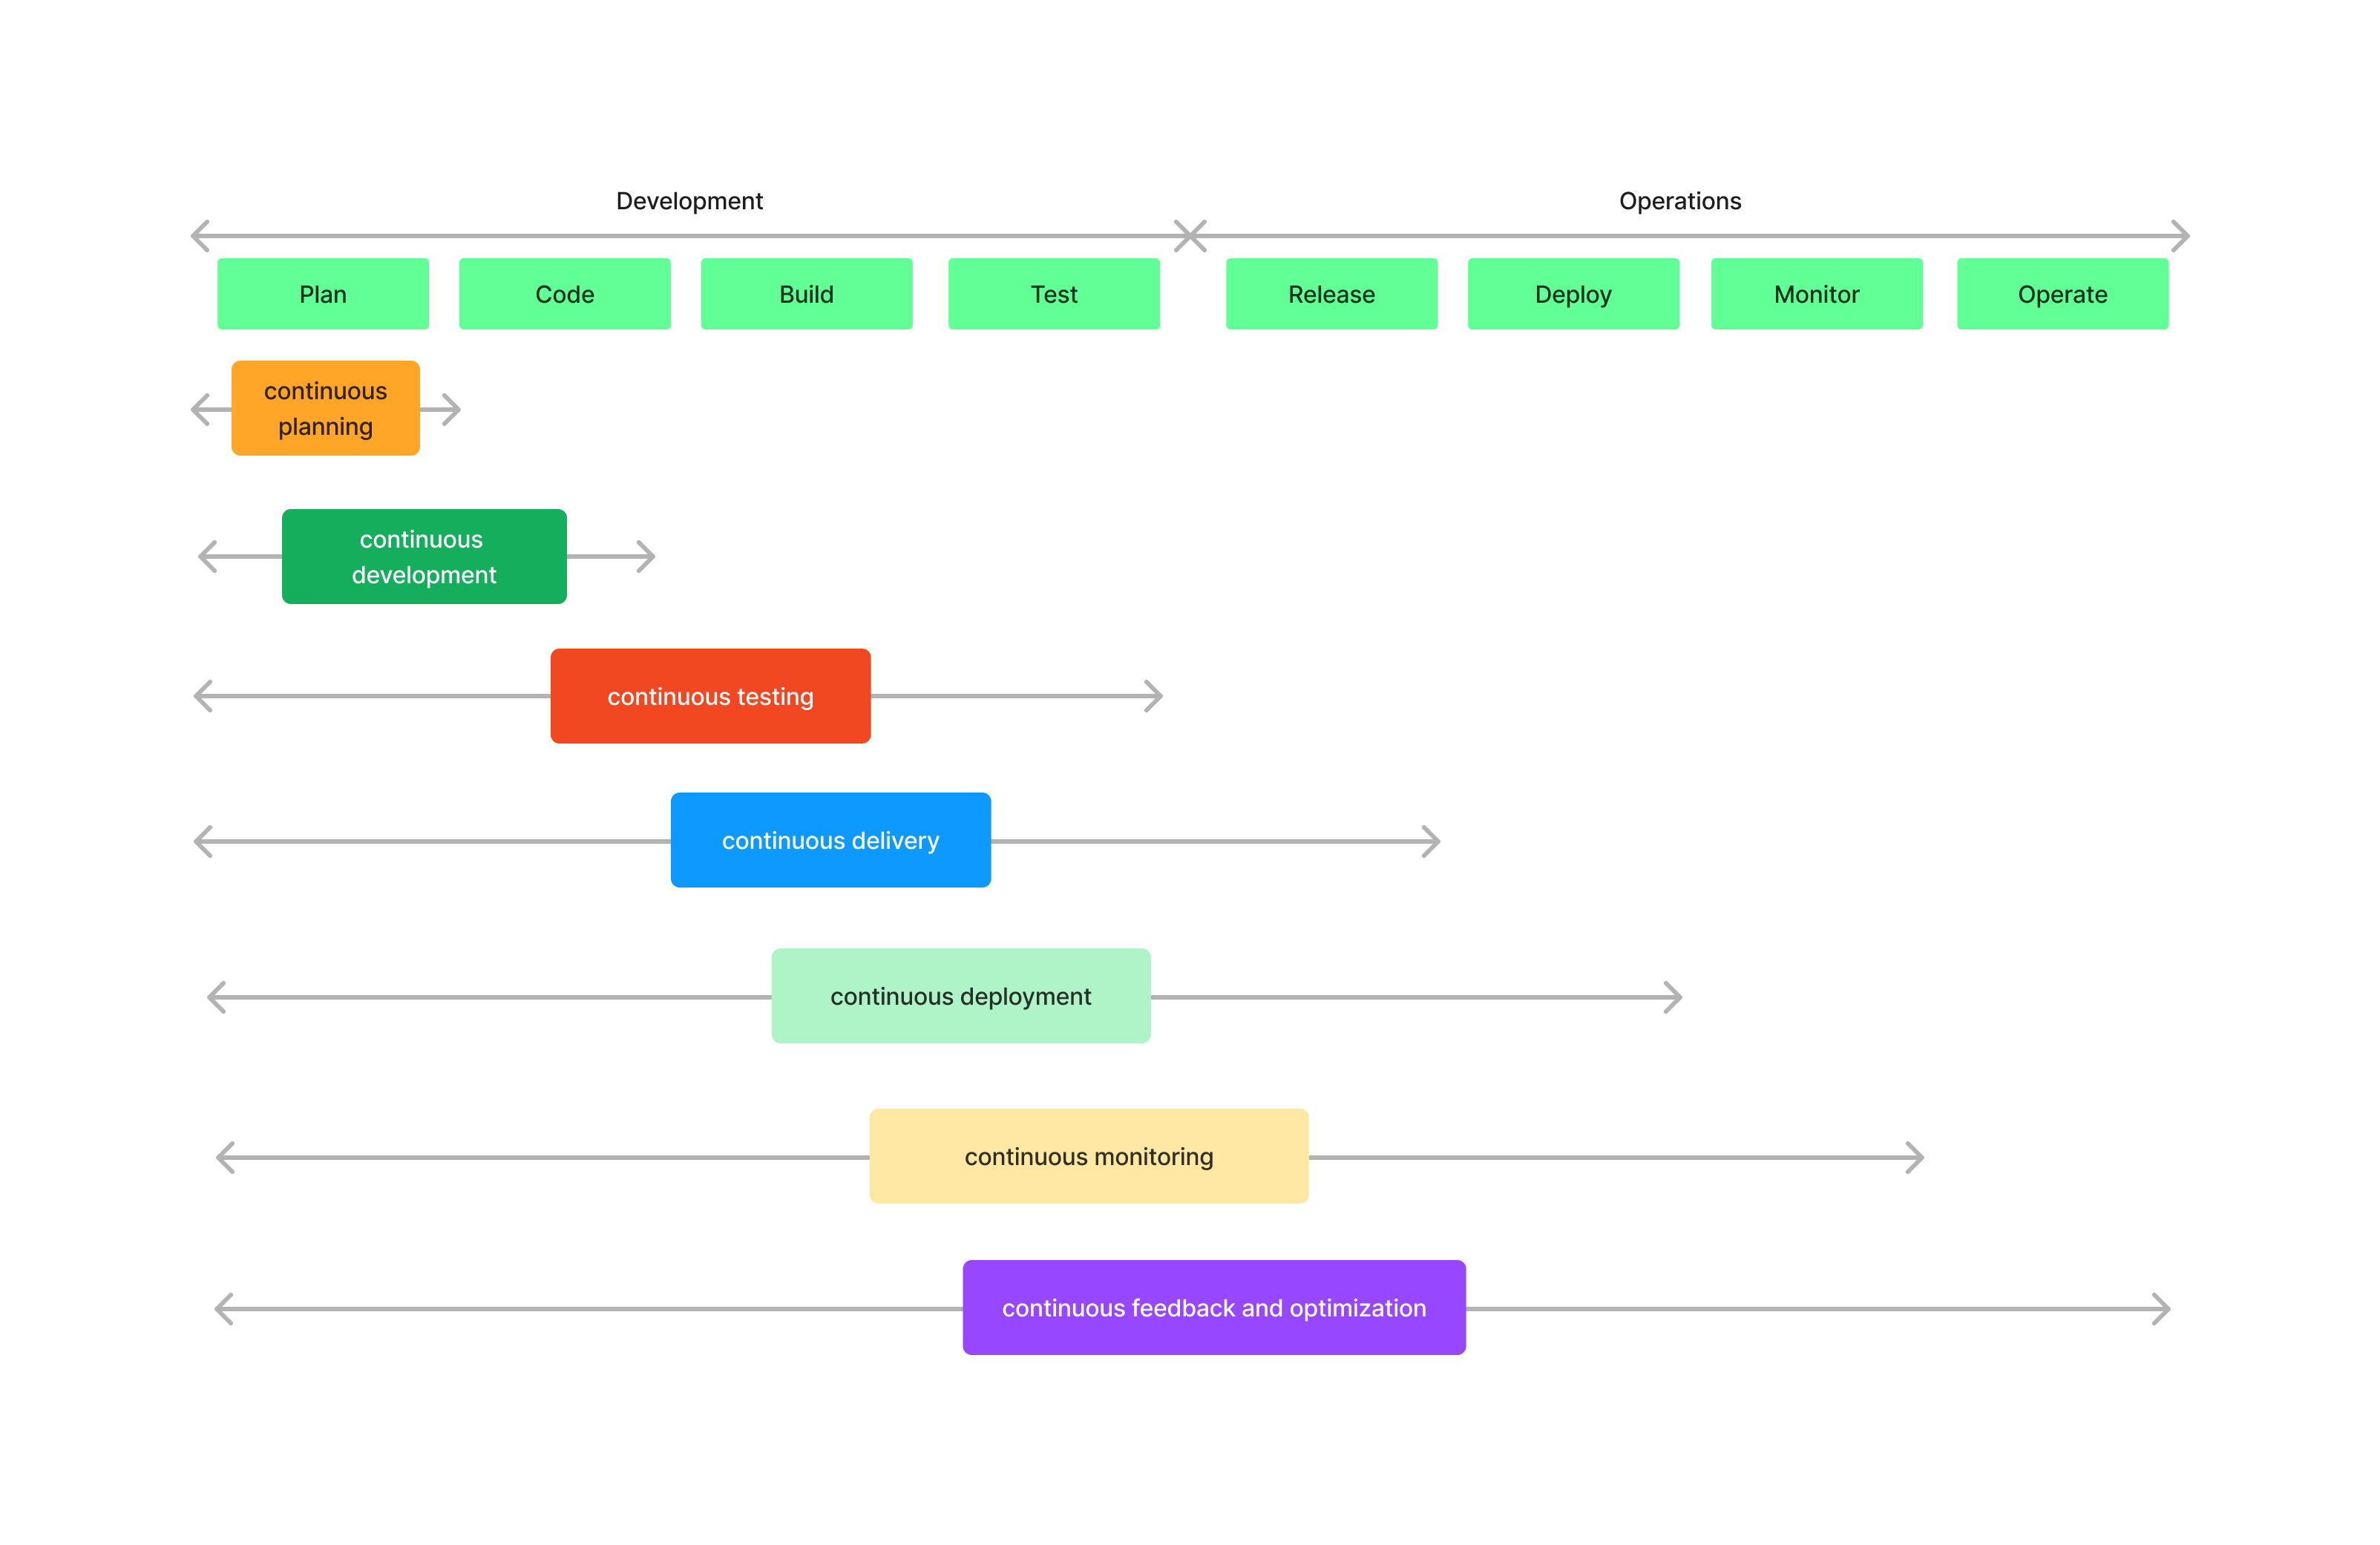 Development
Operations
Plan
Code
Build
Test
Release
Deploy
Monitor
Operate
continuous
planning
continuous
development
continuous testing
continuous delivery
continuous deployment
continuous monitoring
continuous feedback and optimization